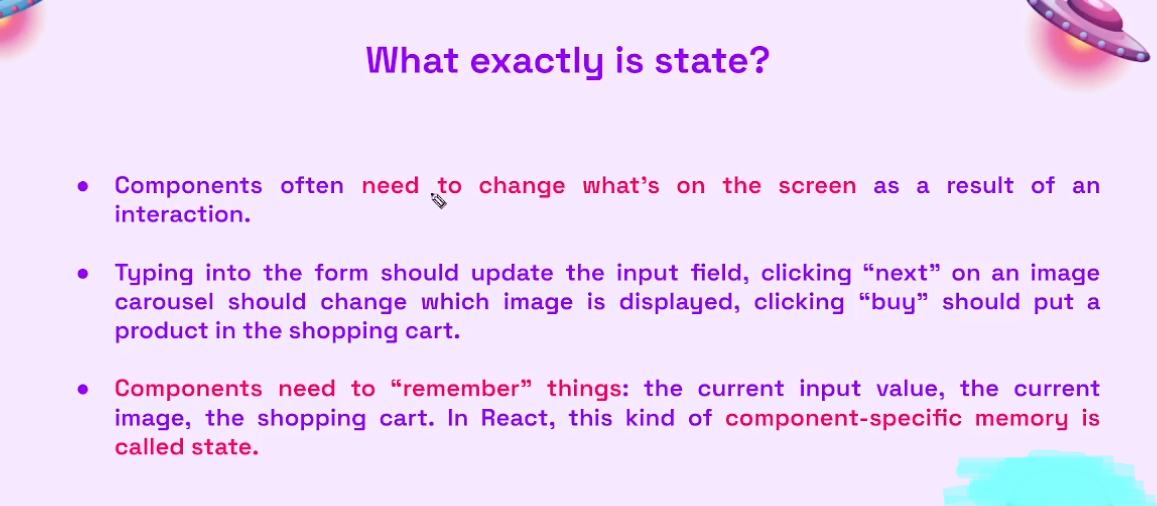 What exactly is state?
● Components often need to change what's on the screen as a result of an
interaction.
● Typing into the form should update the input field, clicking “next” on an image
carousel should change which image is displayed, clicking “buy” should put a
product in the shopping cart.
● Components need to “remember” things: the current input value, the current
image, the shopping cart. In React, this kind of component-specific memory is
called state.